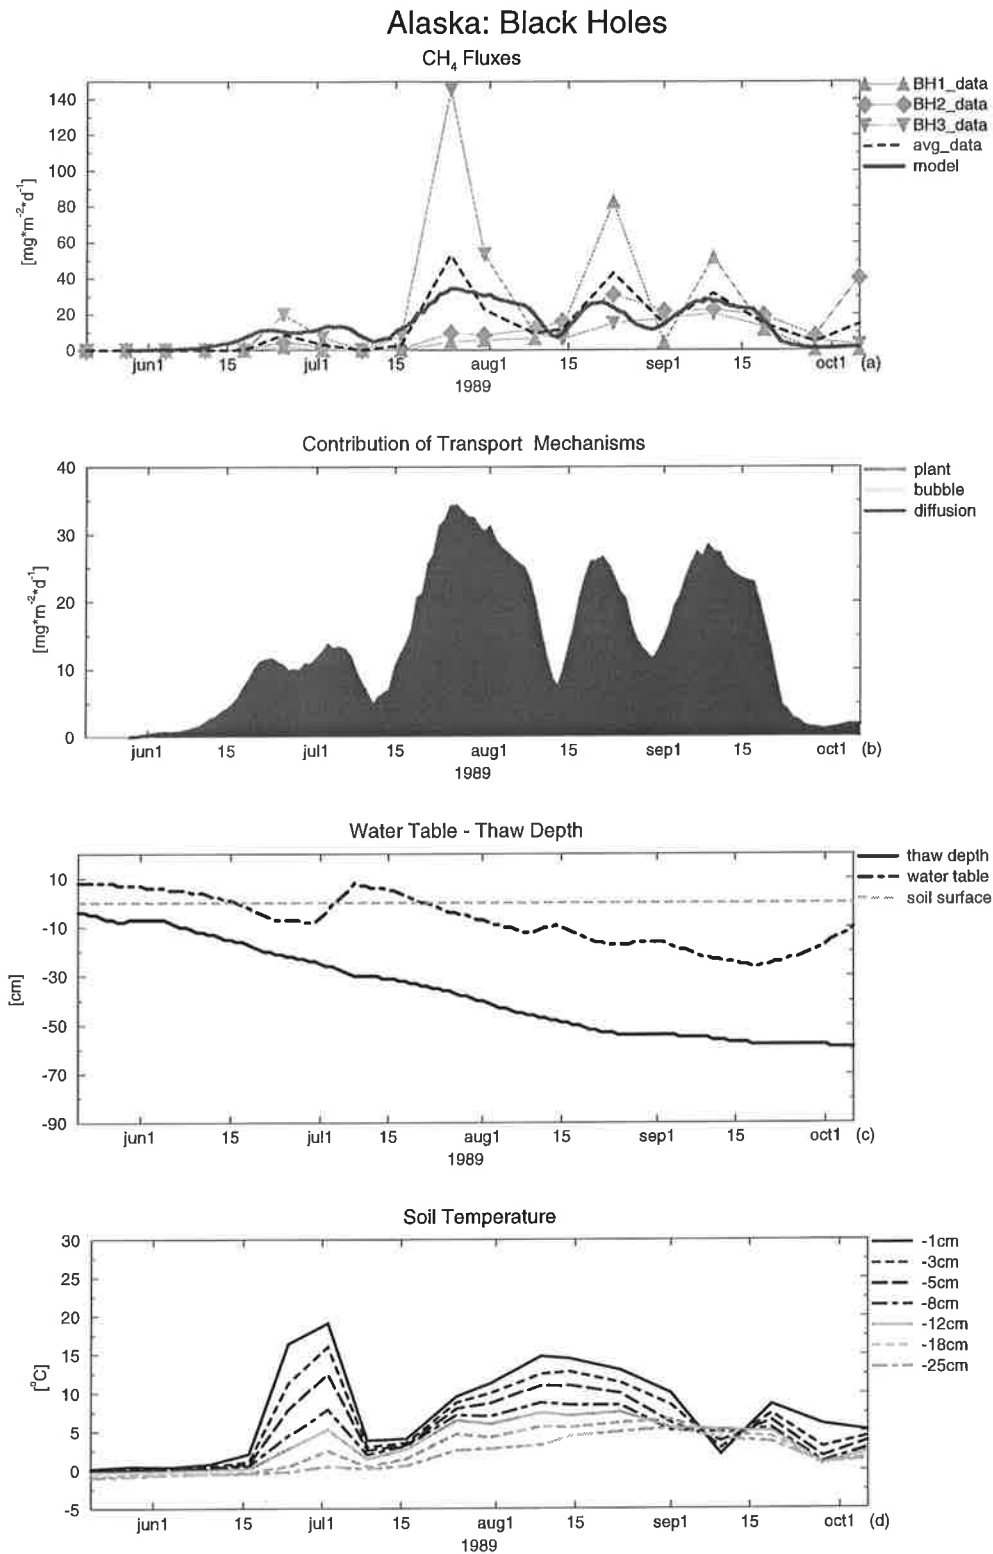 Alaska: Black Holes
CH4 Fluxes
140
120
100
80
60
40
20
0
[mg*m-2*d-1]
BH1_data
BH2_data
BH3_data
avg_data
model
jun1 15 jul1 15 aug1 15 sep1 15 oct1 (a)
1989
Contribution of Transport Mechanisms
40
30
20
10
0
[mg*m-2*d-1]
plant
bubble
diffusion
jun1 15 jul1 15 aug1 15 sep1 15 oct1 (b)
1989
Water Table - Thaw Depth
10
-10
-30
-50
-70
-90
[cm]
thaw depth
water table
soil surface
jun1 15 jul1 15 aug1 15 sep1 15 oct1 (c)
1989
Soil Temperature
30
25
20
15
10
5
0
-5
[°C]
-1cm
-3cm
-5cm
-8cm
-12cm
-18cm
-25cm
jun1 15 jul1 15 aug1 15 sep1 15 oct1 (d)
1989